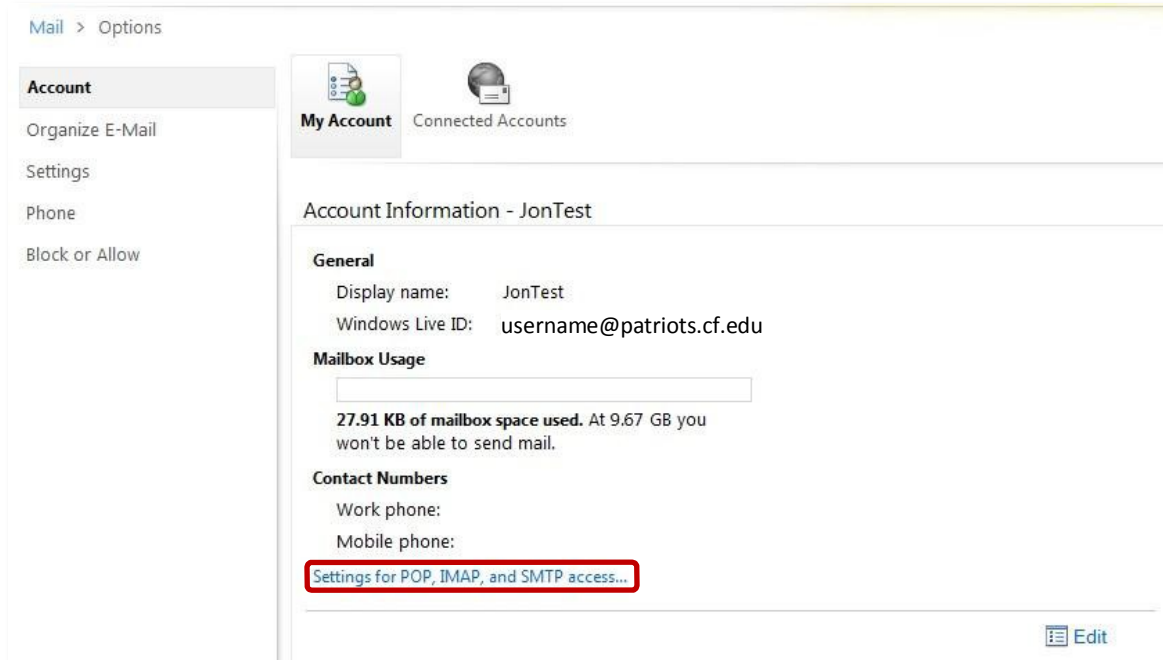 Mail > Options
Account
Organize E-Mail
Settings
Phone
Block or Allow
My Account
Connected Accounts
Account Information - JonTest
General
Display name: JonTest
Windows Live ID: username@patriots.cf.edu
Mailbox Usage
27.91 KB of mailbox space used. At 9.67 GB you
won't be able to send mail.
Contact Numbers
Work phone:
Mobile phone:
Settings for POP, IMAP, and SMTP access...
Edit